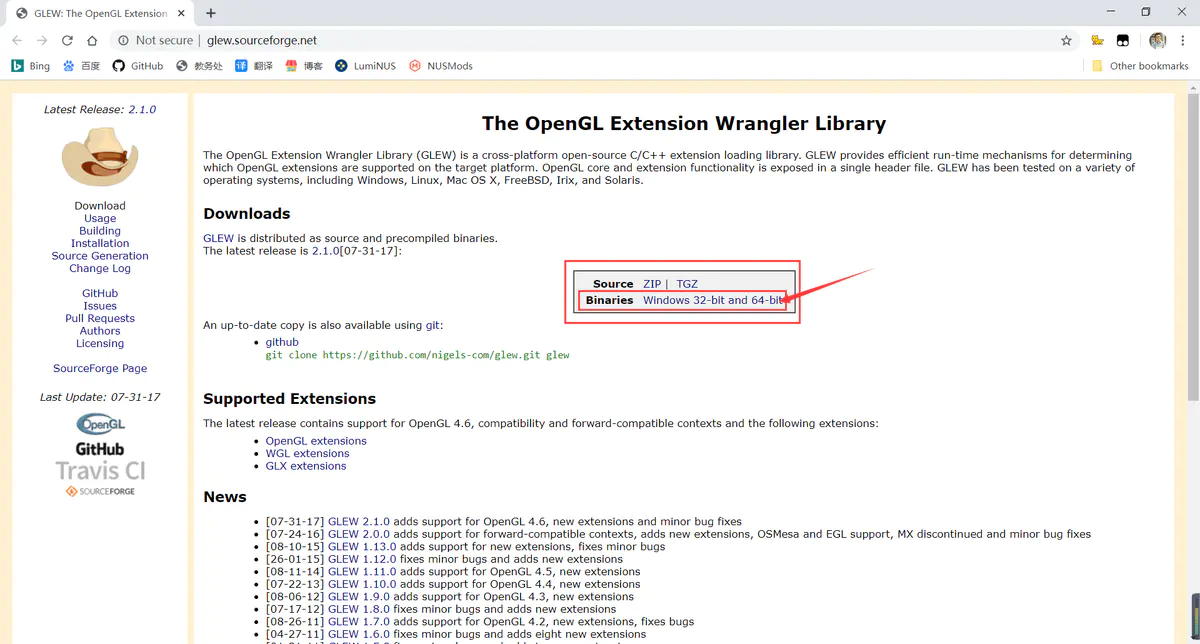 GLEW: The OpenGL Extension
Not secure | glew.sourceforge.net
Bing 百度 GitHub 教务处 译 翻译 博客 LumiNUS NUSMods Other bookmarks
Latest Release: 2.1.0
Download
Usage
Building
Installation
Source Generation
Change Log
GitHub
Issues
Pull Requests
Authors
Licensing
SourceForge Page
Last Update: 07-31-17
OpenGL
GitHub
Travis CI
SOURCEFORGE
The OpenGL Extension Wrangler Library
The OpenGL Extension Wrangler Library (GLEW) is a cross-platform open-source C/C++ extension loading library. GLEW provides efficient run-time mechanisms for determining
which OpenGL extensions are supported on the target platform. OpenGL core and extension functionality is exposed in a single header file. GLEW has been tested on a variety of
operating systems, including Windows, Linux, Mac OS X, FreeBSD, Irix, and Solaris.
Downloads
GLEW is distributed as source and precompiled binaries.
The latest release is 2.1.0[07-31-17]:
Source ZIP | TGZ
Binaries Windows 32-bit and 64-bit
An up-to-date copy is also available using git:
github
git clone https://github.com/nigels-com/glew.git glew
Supported Extensions
The latest release contains support for OpenGL 4.6, compatibility and forward-compatible contexts and the following extensions:
OpenGL extensions
WGL extensions
GLX extensions
News
[07-31-17] GLEW 2.1.0 adds support for OpenGL 4.6, new extensions and minor bug fixes
[07-24-16] GLEW 2.0.0 adds support for forward-compatible contexts, adds new extensions, OSMesa and EGL support, MX discontinued and minor bug fixes
[08-10-15] GLEW 1.13.0 adds support for new extensions, fixes minor bugs
[26-01-15] GLEW 1.12.0 fixes minor bugs and adds new extensions
[08-11-14] GLEW 1.11.0 adds support for OpenGL 4.5, new extensions
[07-22-13] GLEW 1.10.0 adds support for OpenGL 4.4, new extensions
[08-06-12] GLEW 1.9.0 adds support for OpenGL 4.3, new extensions
[07-17-12] GLEW 1.8.0 fixes minor bugs and adds new extensions
[08-26-11] GLEW 1.7.0 adds support for OpenGL 4.2, new extensions, fixes bugs
[04-27-11] GLEW 1.6.0 fixes minor bugs and adds eight new extensions